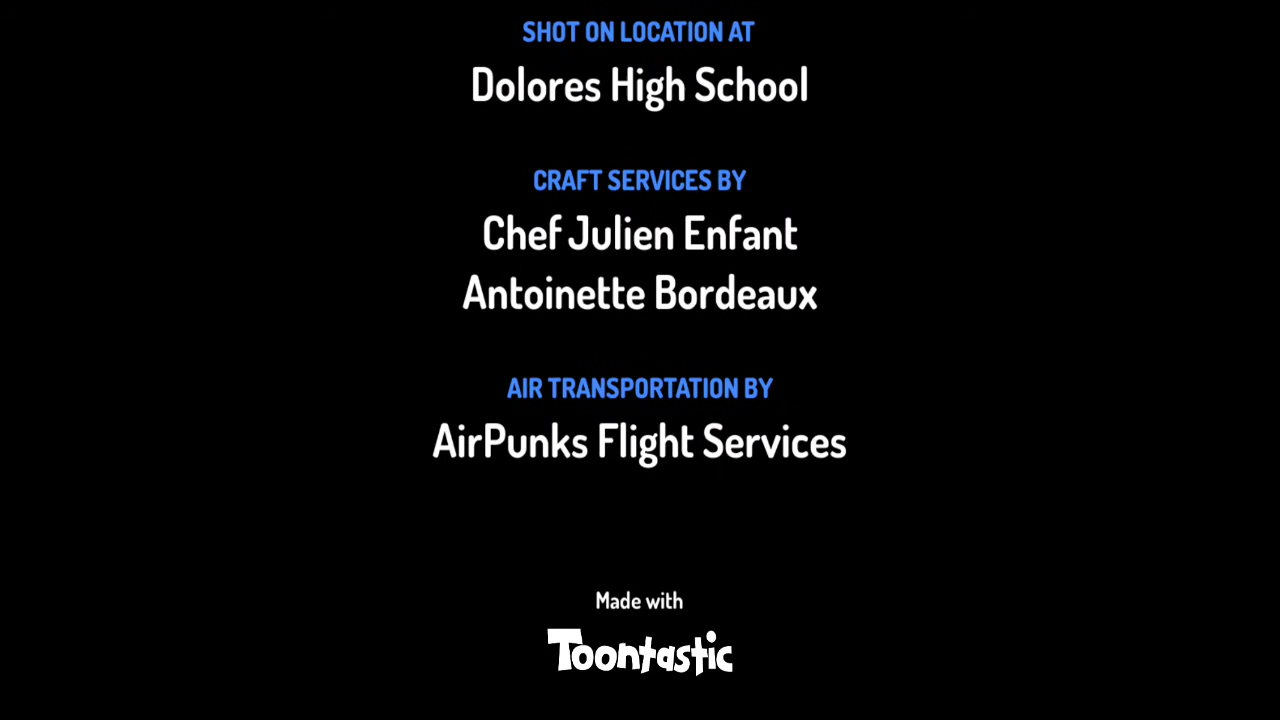 SHOT ON LOCATION AT
Dolores High School
CRAFT SERVICES BY
Chef Julien Enfant
Antoinette Bordeaux
AIR TRANSPORTATION BY
AirPunks Flight Services
Made with
Toontastic